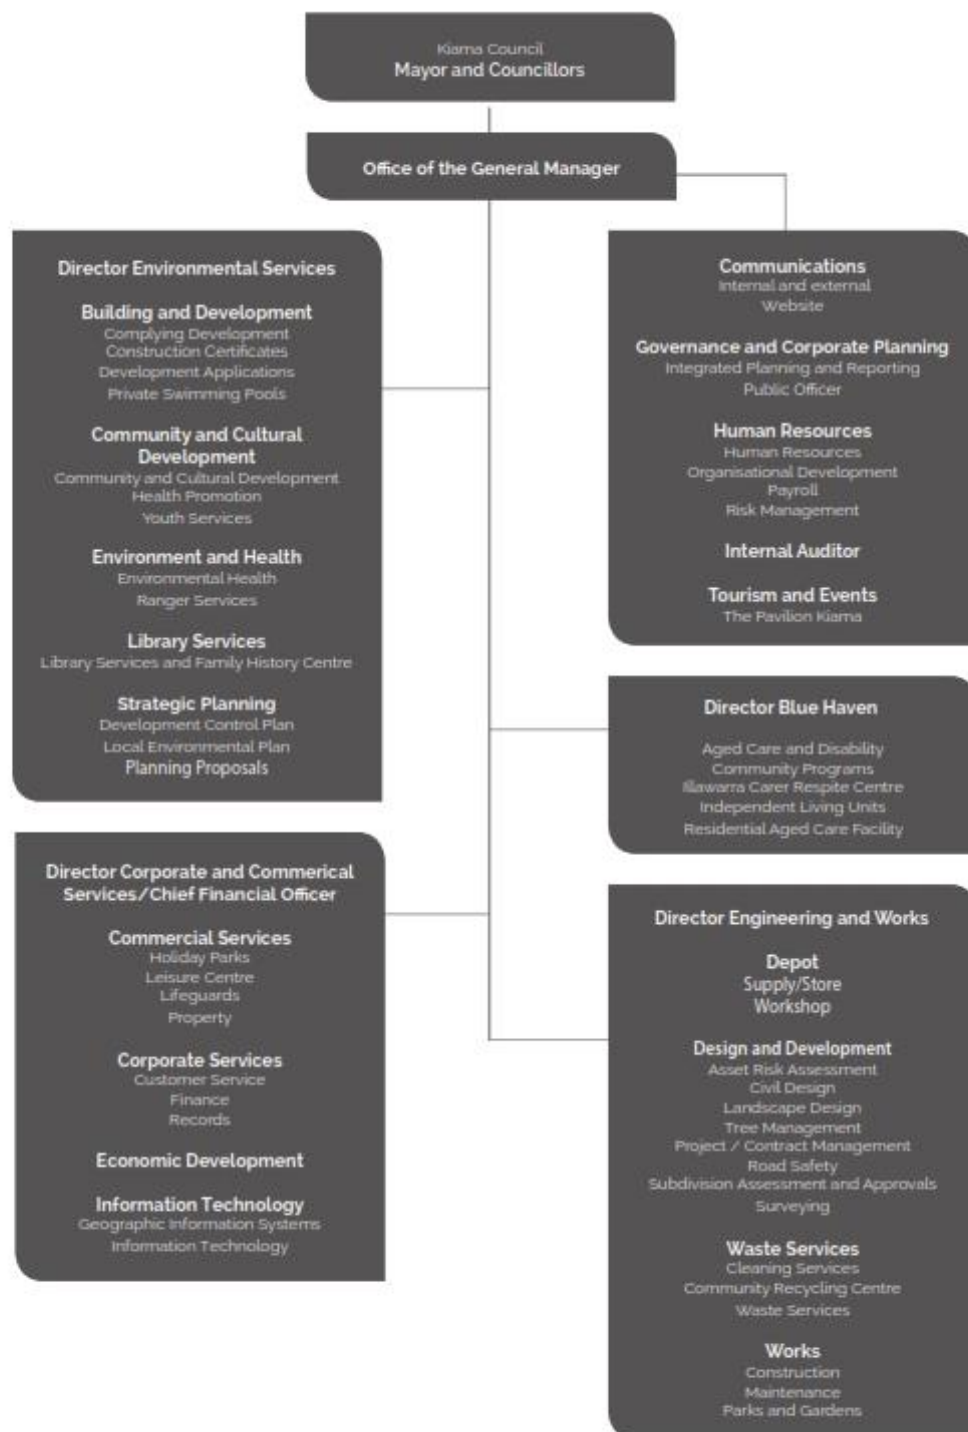 Kiama Council
Mayor and Councillors
Office of the General Manager
Director Environmental Services
Building and Development
Complying Development
Construction Certificates
Development Applications
Private Swimming Pools
Community and Cultural
Development
Community and Cultural Development
Health Promotion
Youth Services
Environment and Health
Environmental Health
Ranger Services
Library Services
Library Services and Family History Centre
Strategic Planning
Development Control Plan
Local Environmental Plan
Planning Proposals
Director Corporate and Commerical
Services/Chief Financial Officer
Commercial Services
Holiday Parks
Leisure Centre
Lifeguards
Property
Corporate Services
Customer Service
Finance
Records
Economic Development
Information Technology
Geographic Information Systems
Information Technology
Communications
Internal and external
Website
Governance and Corporate Planning
Integrated Planning and Reporting
Public Officer
Human Resources
Human Resources
Organisational Development
Payroll
Risk Management
Internal Auditor
Tourism and Events
The Pavilion Kiama
Director Blue Haven
Aged Care and Disability
Community Programs
Illawarra Carer Respite Centre
Independent Living Units
Residential Aged Care Facility
Director Engineering and Works
Depot
Supply/Store
Workshop
Design and Development
Asset Risk Assessment
Civil Design
Landscape Design
Tree Management
Project / Contract Management
Road Safety
Subdivision Assessment and Approvals
Surveying
Waste Services
Cleaning Services
Community Recycling Centre
Waste Services
Works
Construction
Maintenance
Parks and Gardens